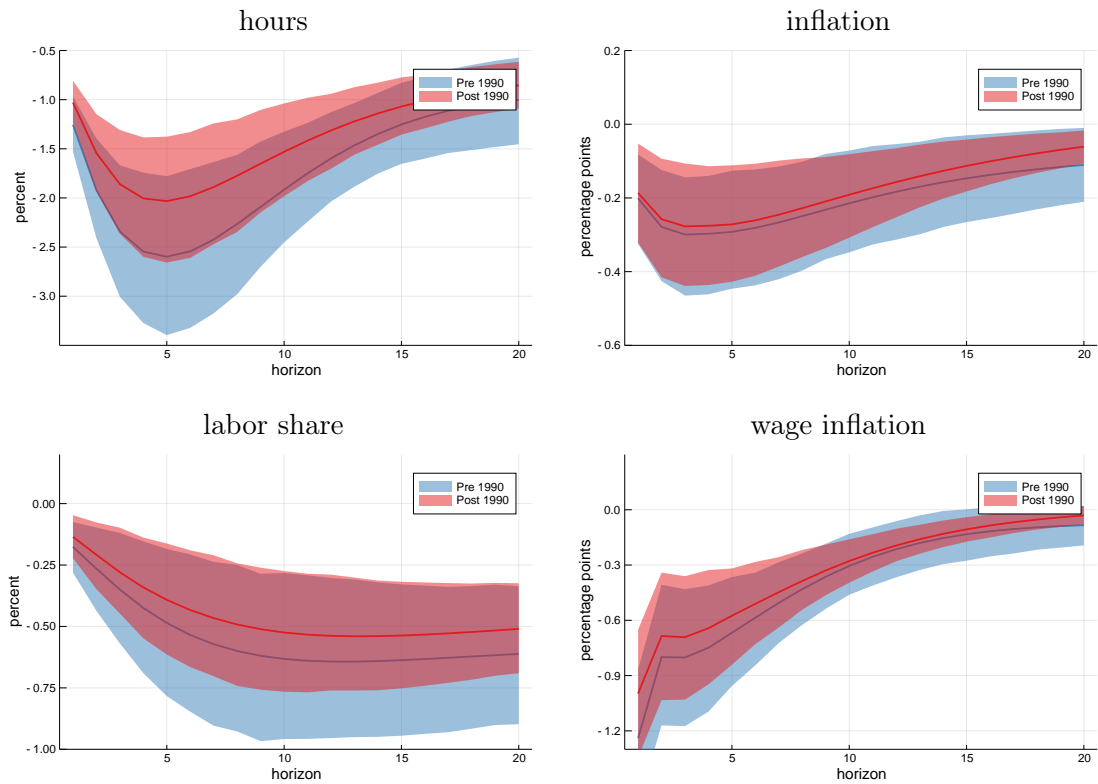 hours
- 0.5
- 1.0
- 1.5
- 2.0
- 2.5
- 3.0
percent
5
10
15
20
horizon
Pre 1990
Post 1990
inflation
0.2
0.0
- 0.2
- 0.4
- 0.6
percentage points
5
10
15
20
horizon
Pre 1990
Post 1990
labor share
0.00
- 0.25
- 0.50
- 0.75
- 1.00
percent
5
10
15
20
horizon
Pre 1990
Post 1990
wage inflation
0.0
- 0.3
- 0.6
- 0.9
- 1.2
percentage points
5
10
15
20
horizon
Pre 1990
Post 1990